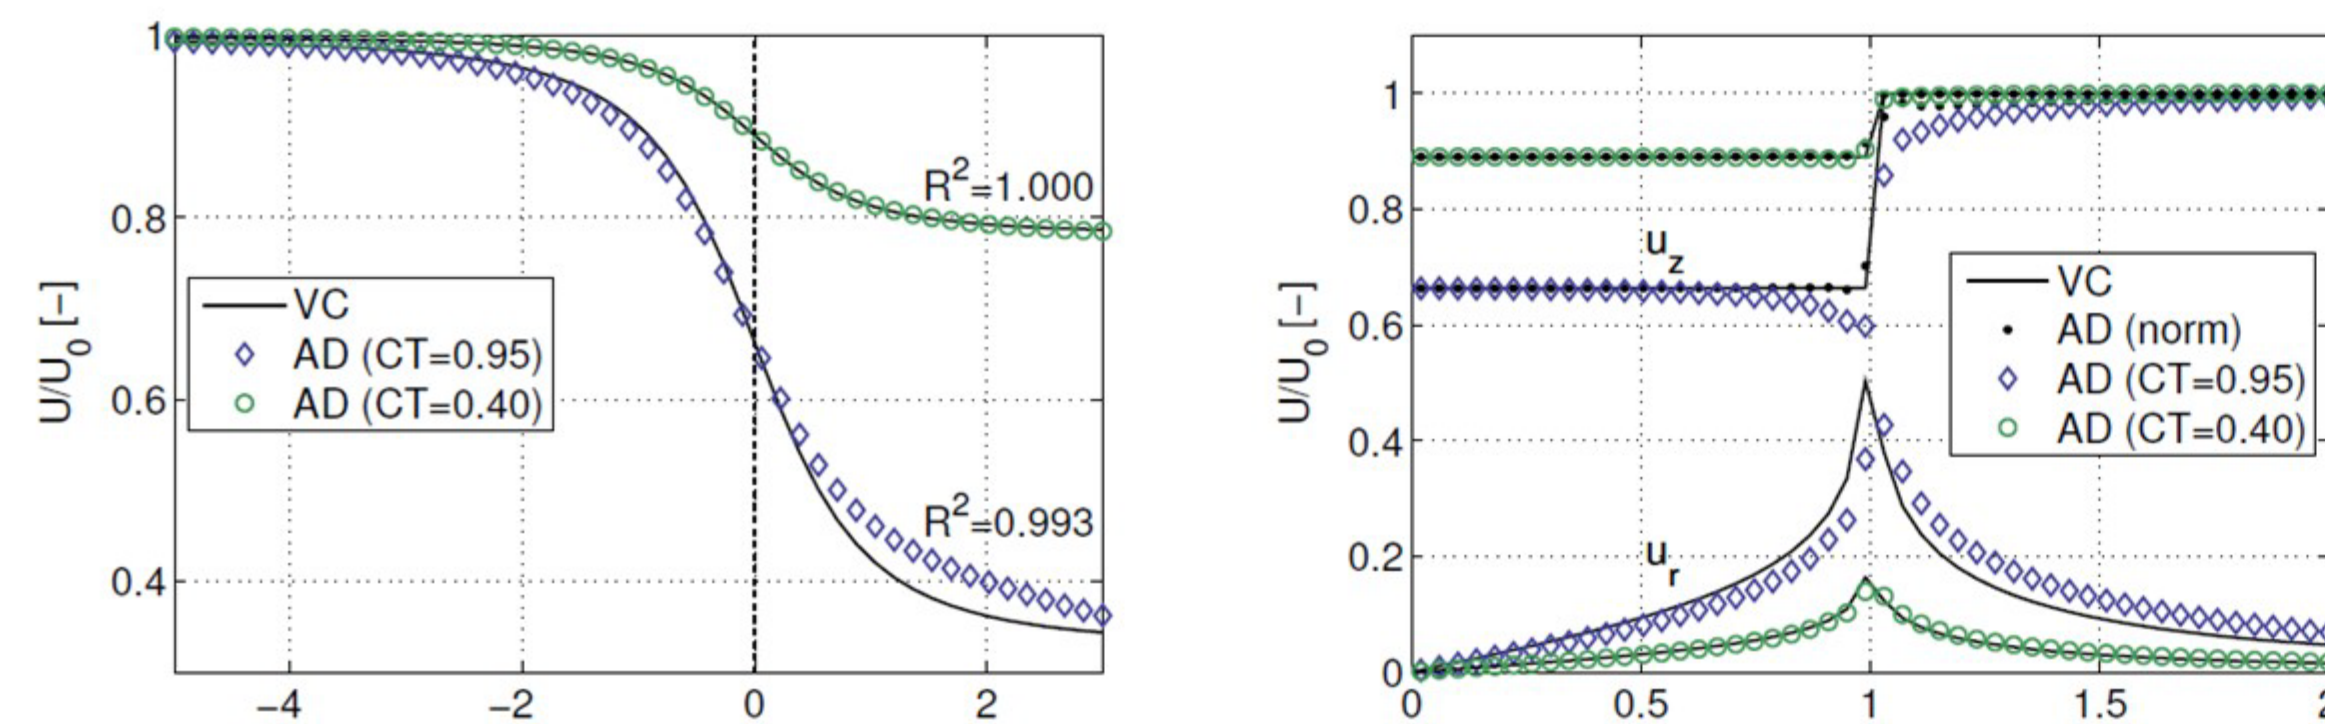 1
0.8
0.6
0.4
U/U0 [-]
VC
AD (CT=0.95)
AD (CT=0.40)
R2=1.000
R2=0.993
−4
−2
0
2
1
0.8
0.6
0.4
0.2
0
U/U0 [-]
uz
ur
VC
AD (norm)
AD (CT=0.95)
AD (CT=0.40)
0
0.5
1
1.5
2